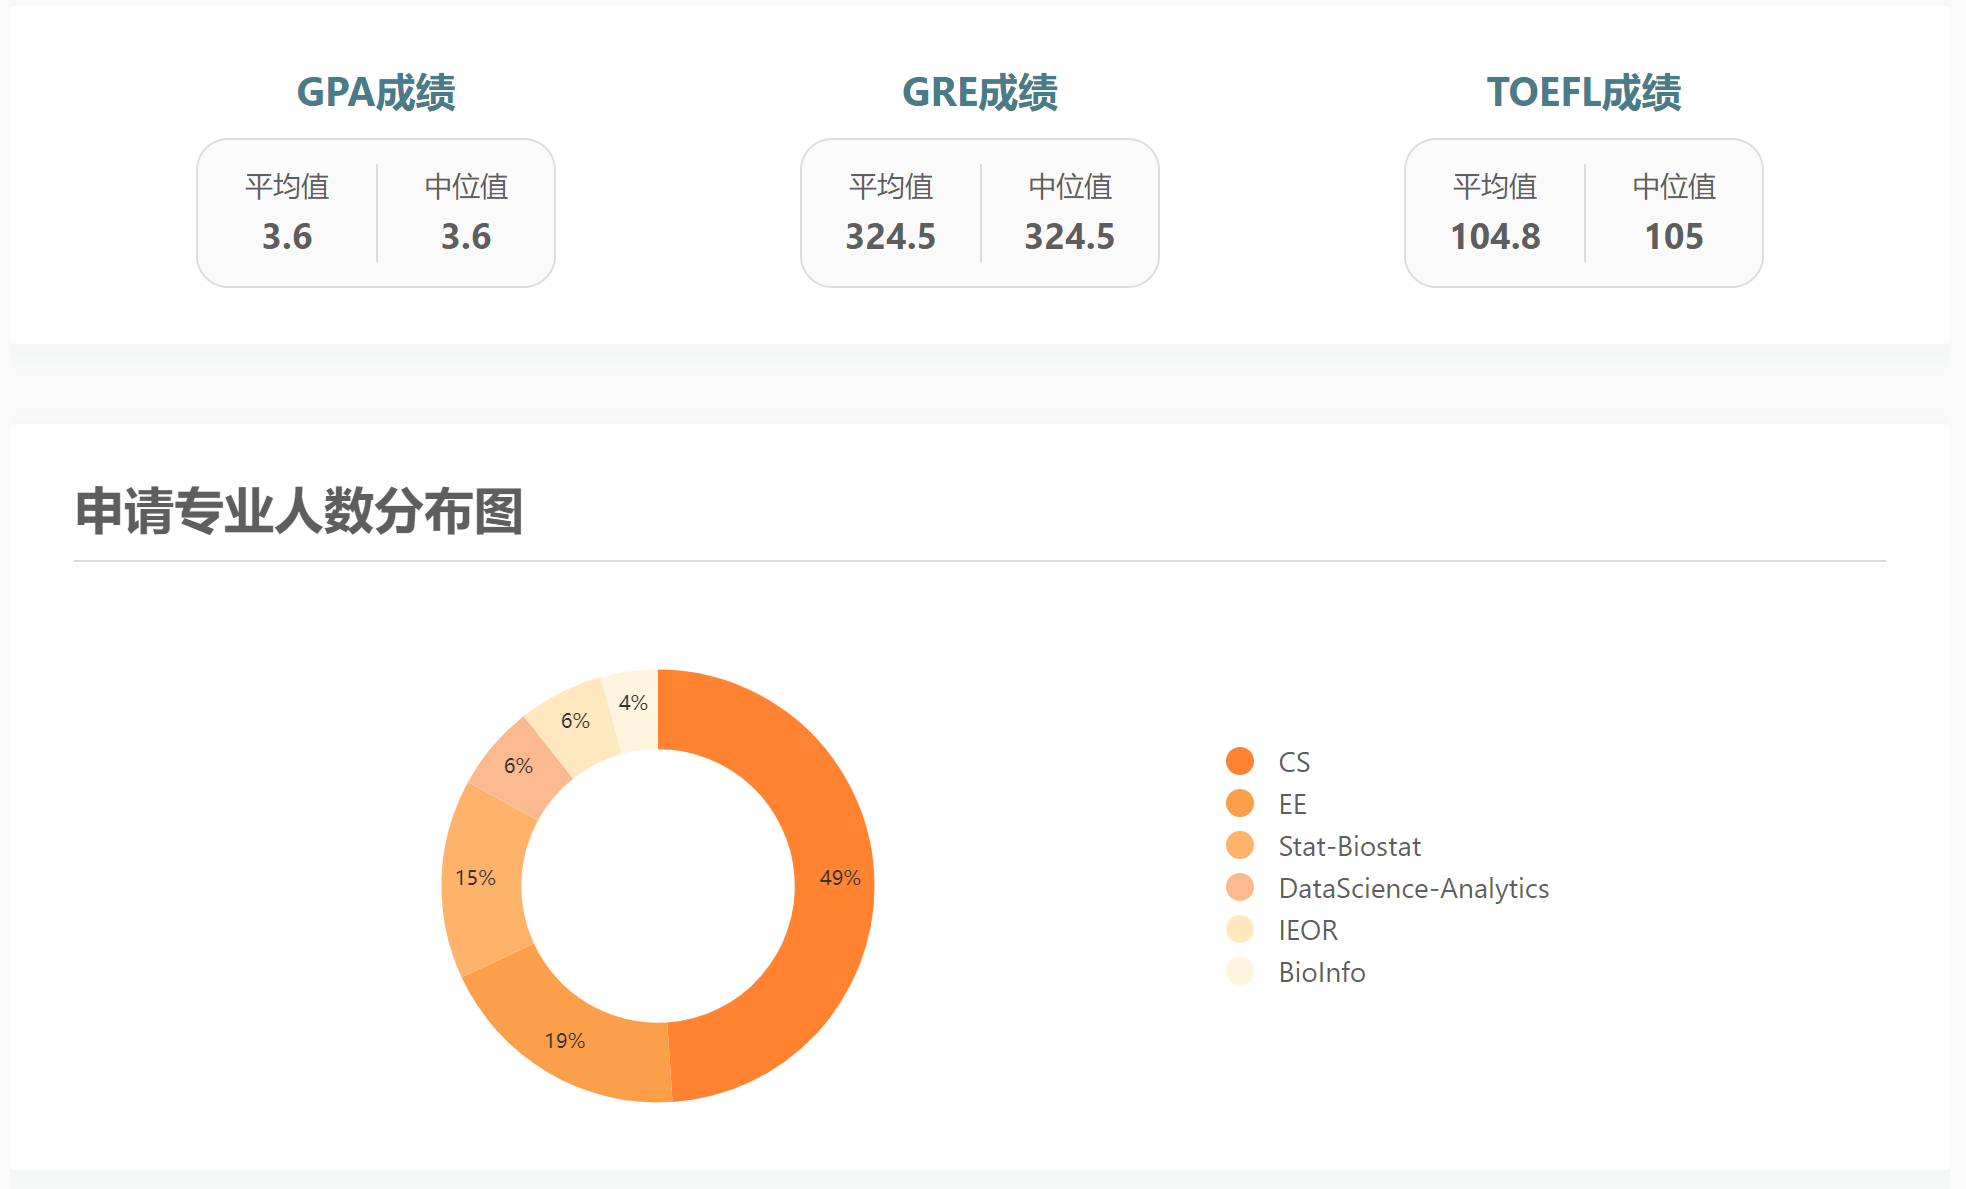 GPA成绩
GRE成绩
TOEFL成绩
平均值
中位值
3.6
3.6
平均值
中位值
324.5
324.5
平均值
中位值
104.8
105
申请专业人数分布图
4%
6%
6%
15%
49%
19%
CS
EE
Stat-Biostat
DataScience-Analytics
IEOR
BioInfo